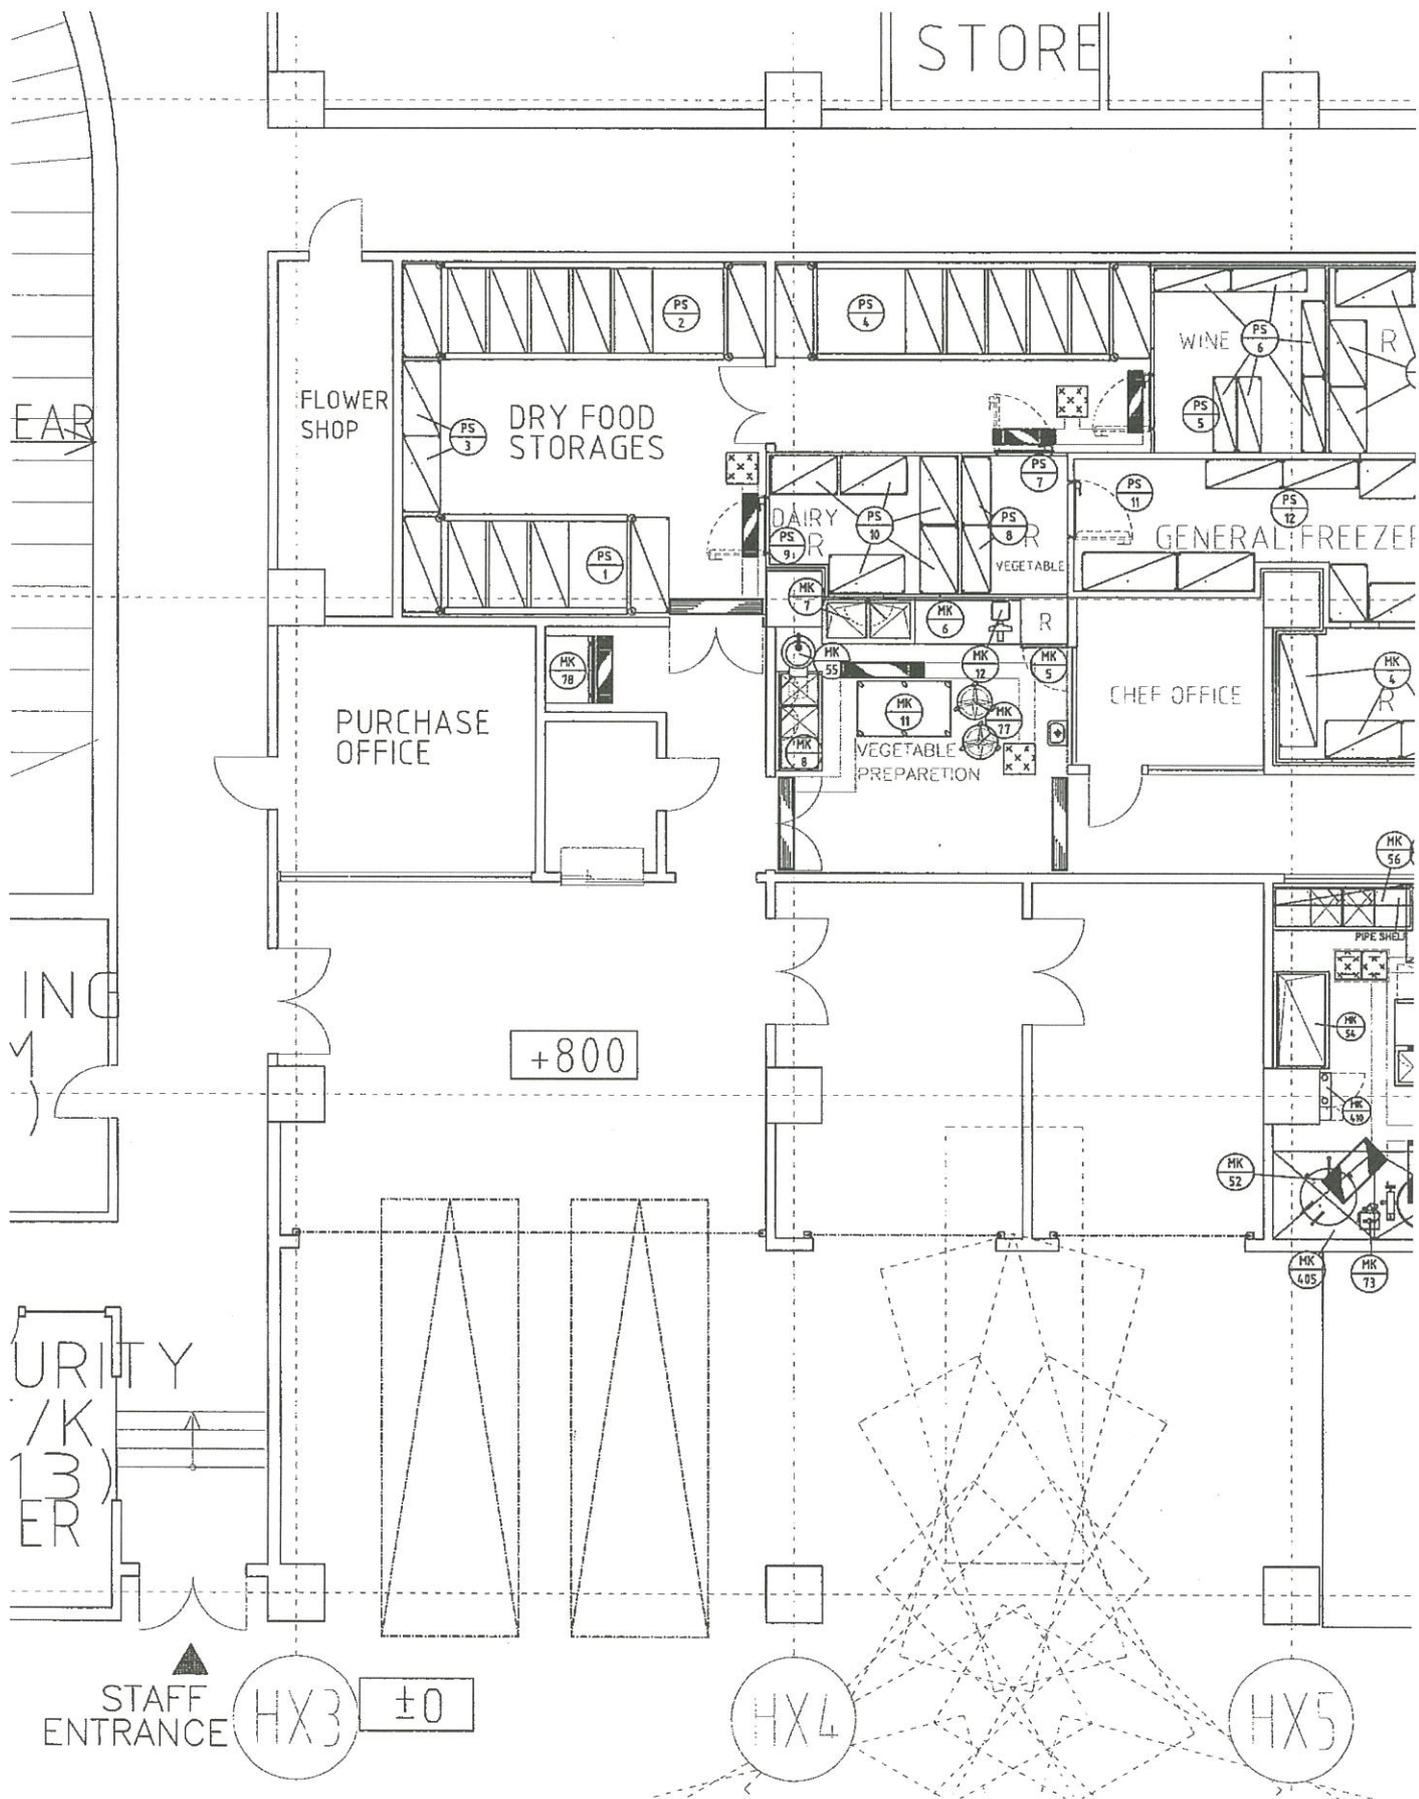 STORE
PS
2
PS
4
WINE
PS
6
R
EAR
FLOWER
SHOP
DRY FOOD
STORAGES
PS
3
PS
5
PS
7
PS
11
PS
12
DAIRY
R
PS
9
PS
10
PS
8
R
VEGETABLE
GENERAL FREEZER
PS
1
MK
7
MK
6
R
MK
78
MK
55
MK
12
MK
5
MK
4
R
CHEF OFFICE
PURCHASE
OFFICE
MK
11
MK
77
MK
8
VEGETABLE
PREPARETION
MK
56
PIPE SHELF
ING
M
)
+800
MK
54
MK
410
MK
52
MK
405
MK
73
URITY
/K
13)
ER
STAFF
ENTRANCE
HX3
±0
HX4
HX5